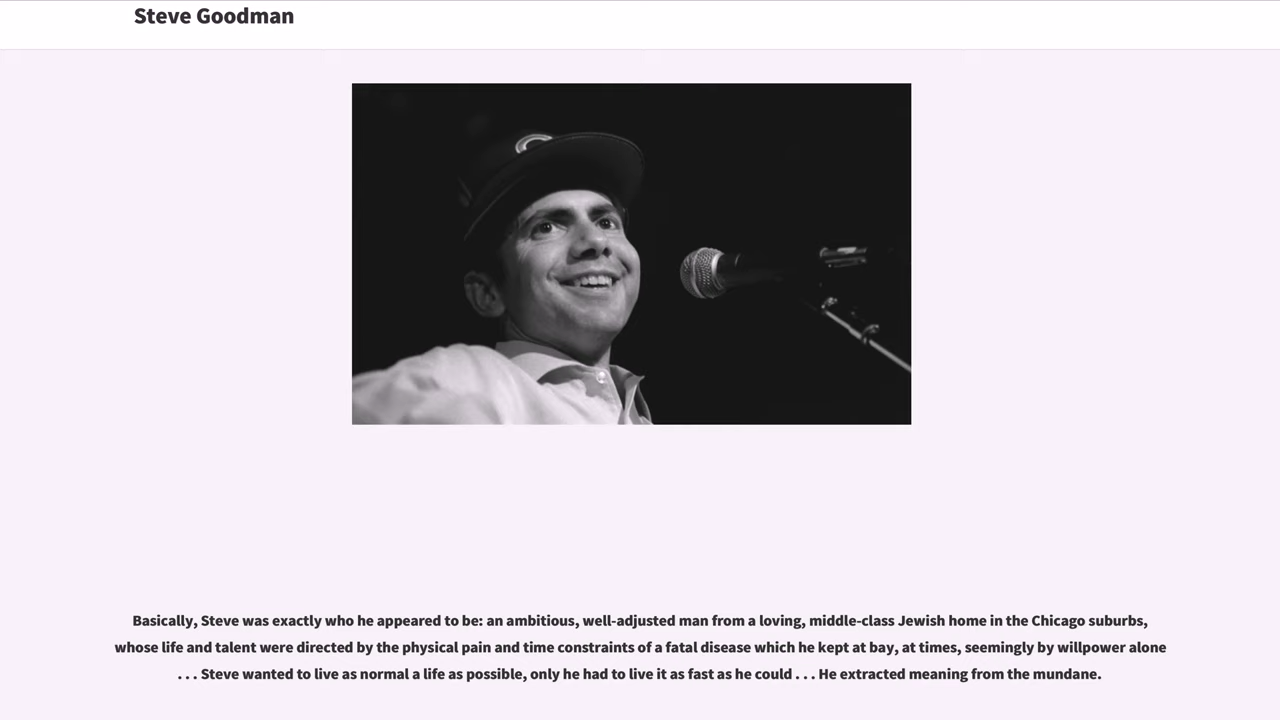 Steve Goodman
Basically, Steve was exactly who he appeared to be: an ambitious, well-adjusted man from a loving, middle-class Jewish home in the Chicago suburbs,
whose life and talent were directed by the physical pain and time constraints of a fatal disease which he kept at bay, at times, seemingly by willpower alone
. . . Steve wanted to live as normal a life as possible, only he had to live it as fast as he could . . . He extracted meaning from the mundane.